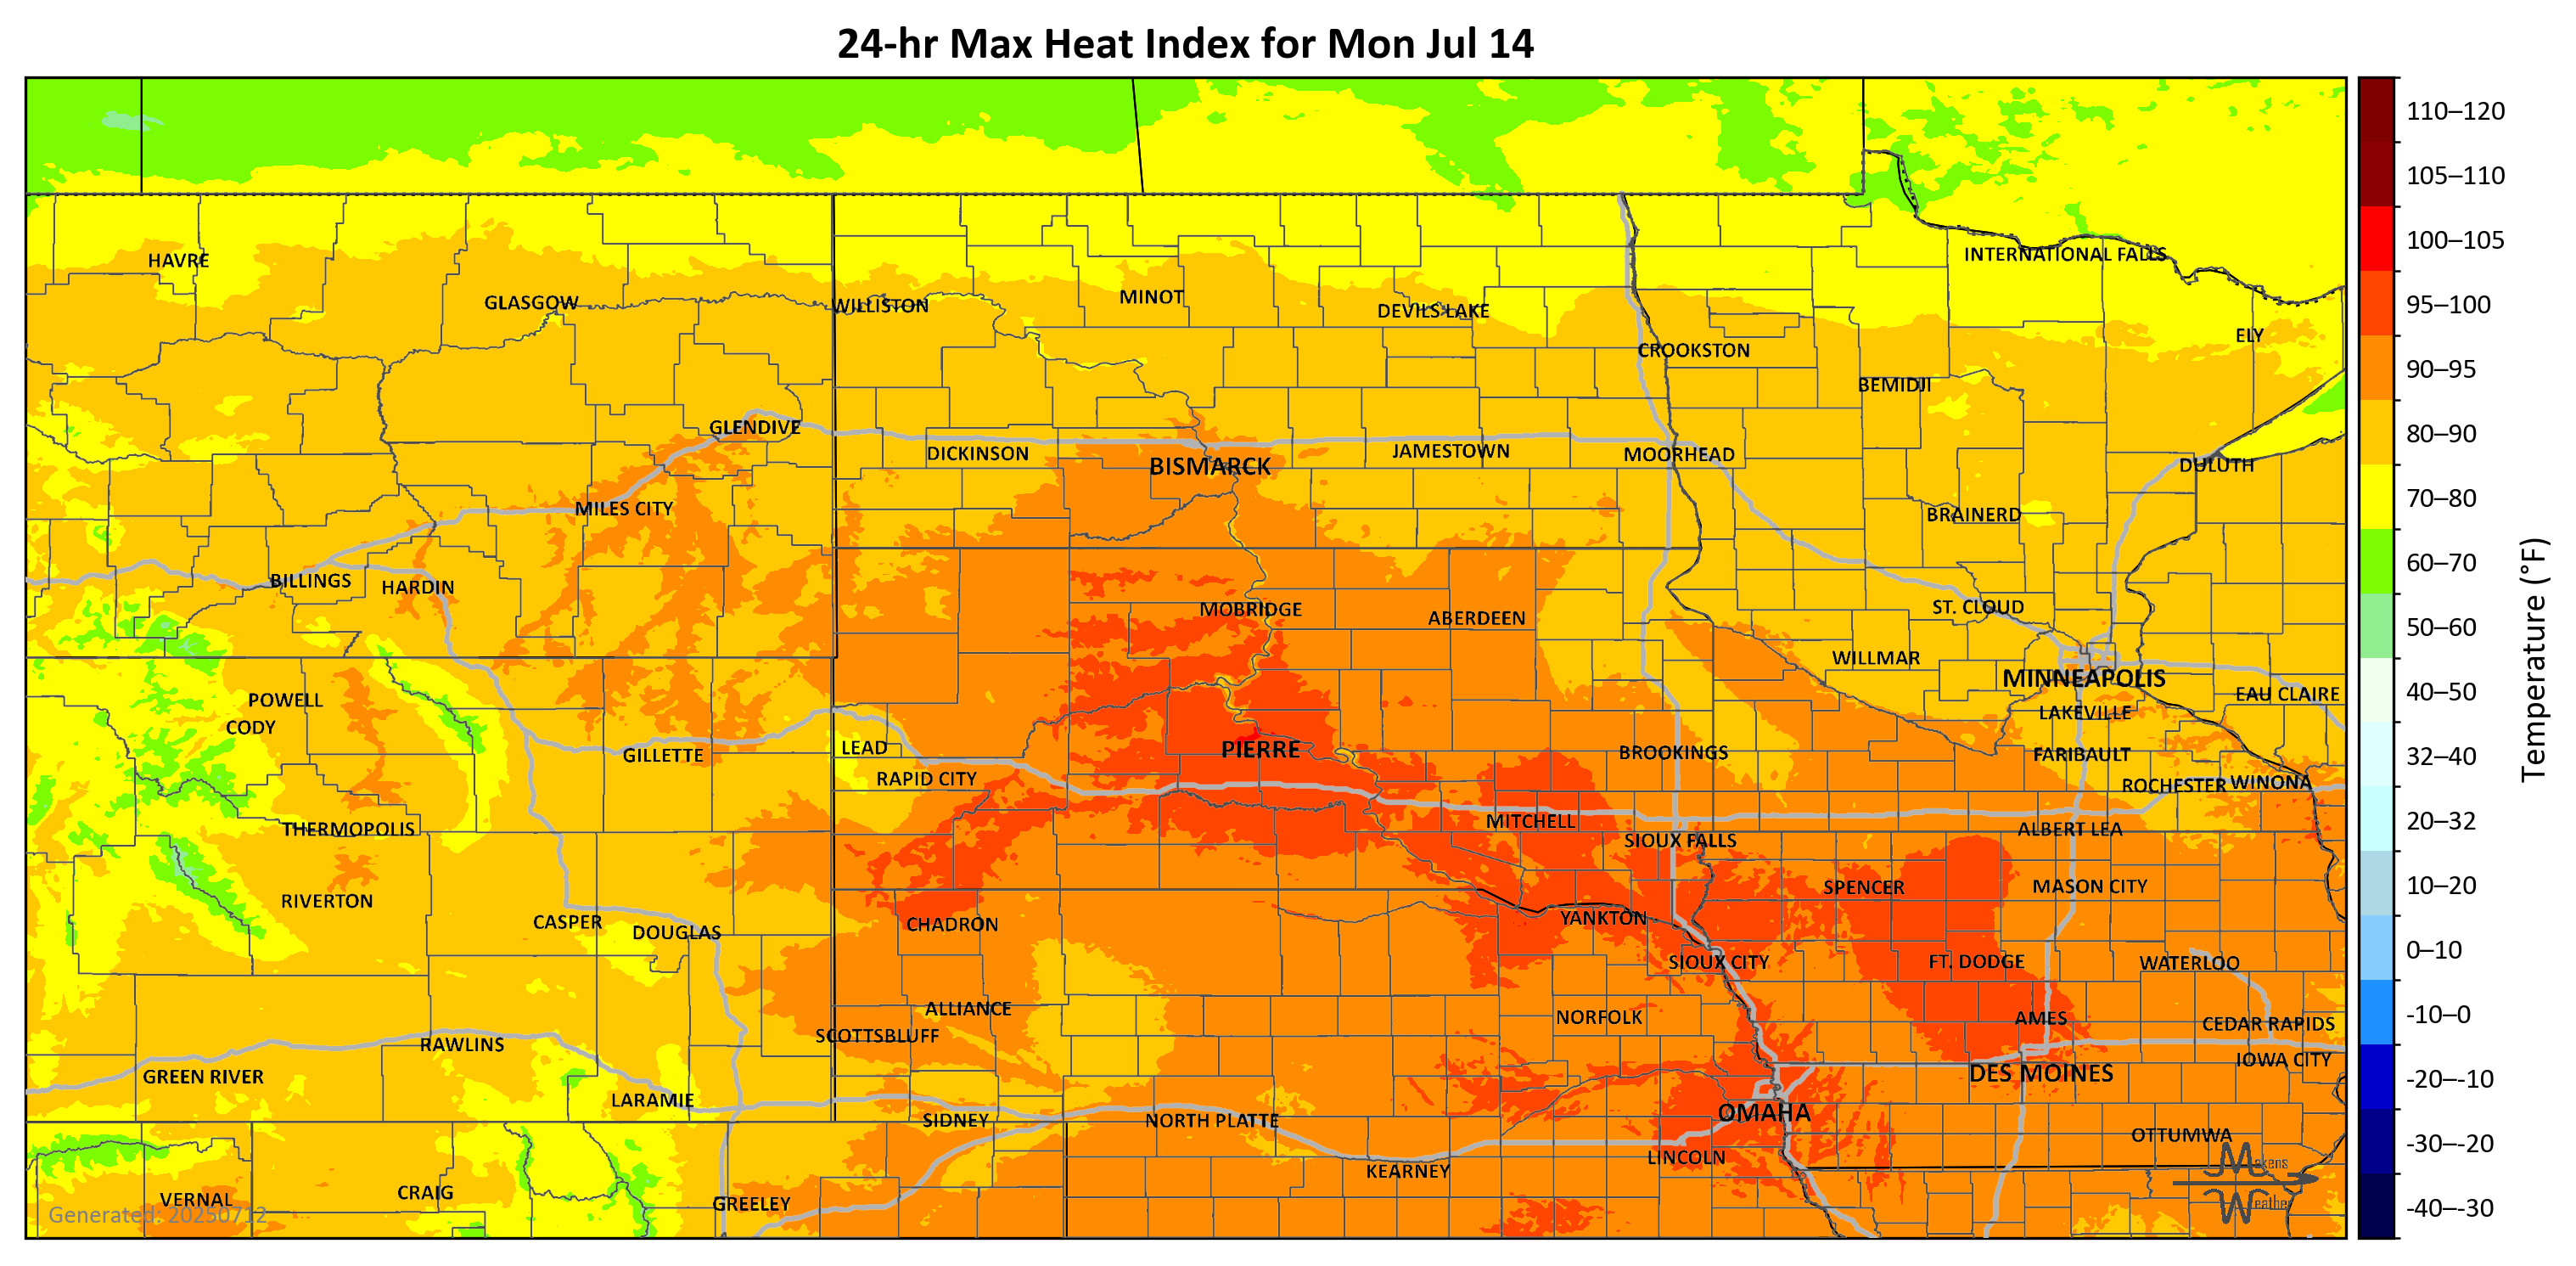 24-hr Max Heat Index for Mon Jul 14
110–120
105–110
100–105
95–100
90–95
80–90
70–80
60–70
50–60
40–50
32–40
20–32
10–20
0–10
-10–0
-20–-10
-30–-20
-40–-30
Temperature (°F)
HAVRE
INTERNATIONAL FALLS
GLASGOW
WILLISTON
MINOT
DEVILS LAKE
ELY
CROOKSTON
BEMIDJI
GLENDIVE
DICKINSON
BISMARCK
JAMESTOWN
MOORHEAD
DULUTH
MILES CITY
BRAINERD
BILLINGS
HARDIN
MOBRIDGE
ABERDEEN
ST. CLOUD
WILLMAR
MINNEAPOLIS
POWELL
EAU CLAIRE
CODY
LAKEVILLE
GILLETTE
LEAD
PIERRE
BROOKINGS
FARIBAULT
RAPID CITY
ROCHESTER
WINONA
THERMOPOLIS
MITCHELL
SIOUX FALLS
ALBERT LEA
RIVERTON
SPENCER
MASON CITY
CASPER
DOUGLAS
CHADRON
YANKTON
SIOUX CITY
FT. DODGE
WATERLOO
ALLIANCE
NORFOLK
AMES
CEDAR RAPIDS
SCOTTSBLUFF
RAWLINS
IOWA CITY
GREEN RIVER
DES MOINES
LARAMIE
SIDNEY
NORTH PLATTE
OMAHA
OTTUMWA
LINCOLN
KEARNEY
VERNAL
CRAIG
GREELEY
Generated: 20250712
Makens
Weather